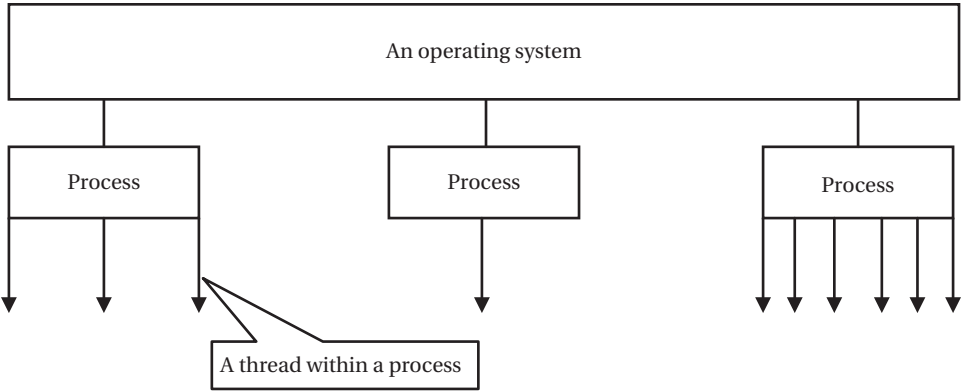 An operating system
Process
Process
Process
A thread within a process